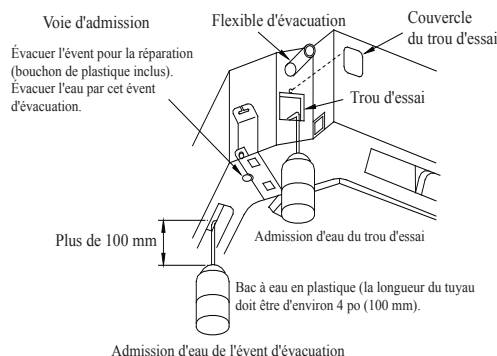 Voie d'admission
Évacuer l'évent pour la réparation
(bouchon de plastique inclus).
Évacuer l'eau par cet évent
d'évacuation.
Flexible d'évacuation
Couvercle
du trou d'essai
Trou d'essai
Plus de 100 mm
Admission d'eau du trou d'essai
Bac à eau en plastique (la longueur du tuyau
doit être d'environ 4 po (100 mm).
Admission d'eau de l'évent d'évacuation